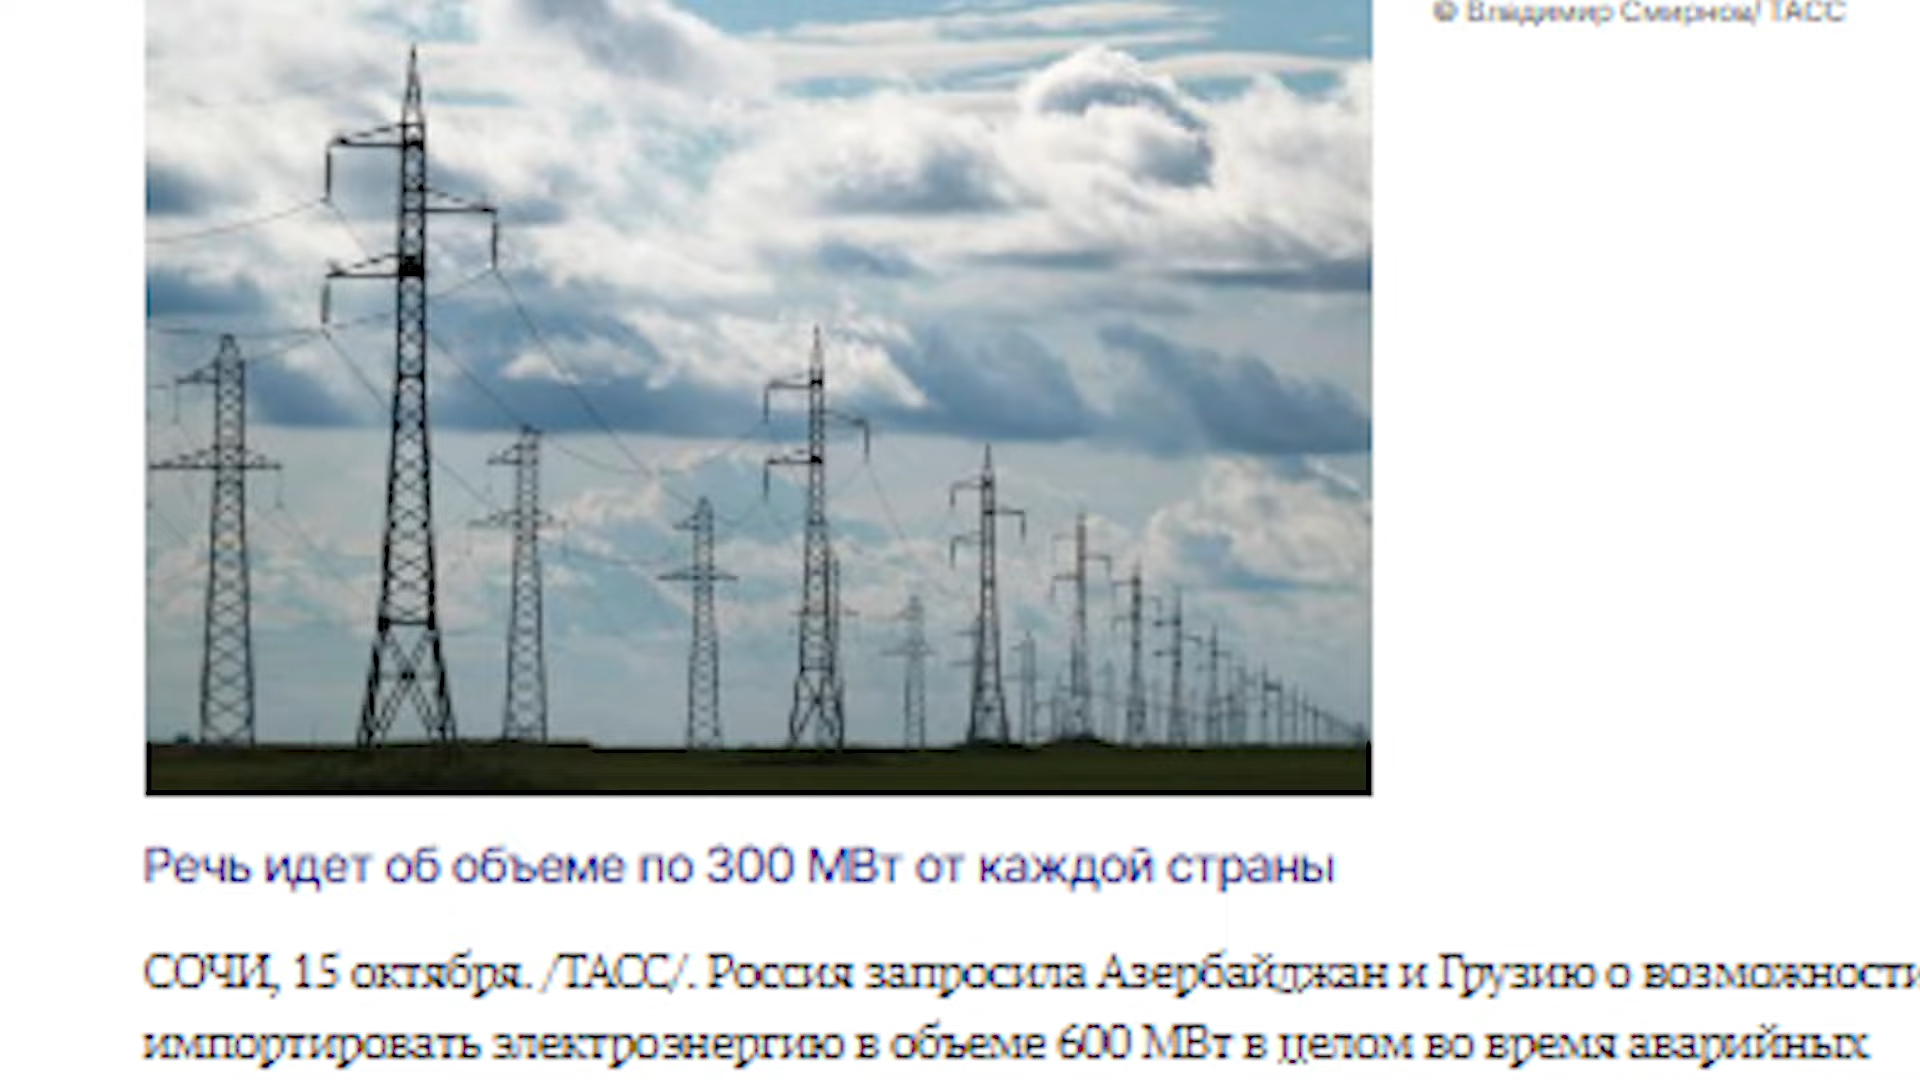 © Владимир Смирнов/ ТАСС
Речь идет об объеме по 300 МВт от каждой страны
СОЧИ, 15 октября. /ТАСС/. Россия запросила Азербайджан и Грузию о возможности
импортировать электроэнергию в объеме 600 МВт в целом во время аварийных